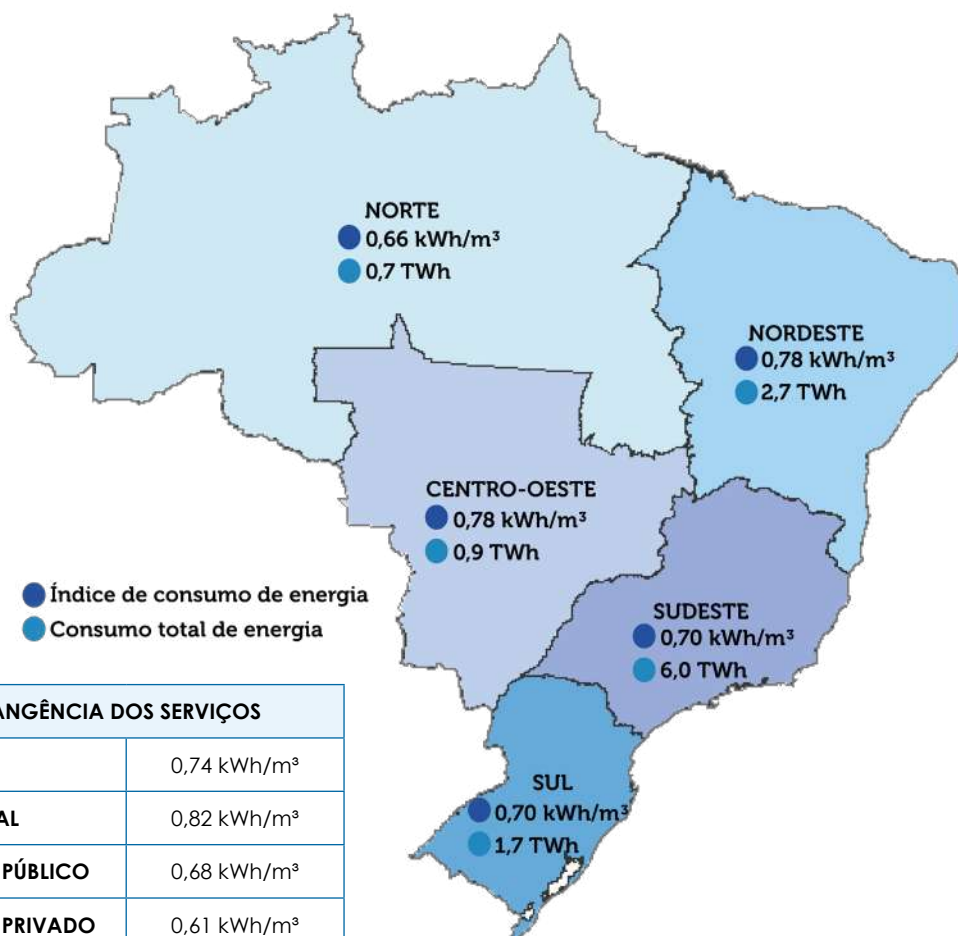 NORTE
0,66 kWh/m³
0,7 TWh
NORDESTE
0,78 kWh/m³
2,7 TWh
CENTRO-OESTE
0,78 kWh/m³
0,9 TWh
Índice de consumo de energia
Consumo total de energia
SUDESTE
0,70 kWh/m³
6,0 TWh
SUL
0,70 kWh/m³
1,7 TWh
ANGÊNCIA DOS SERVIÇOS
0,74 kWh/m³
AL 0,82 kWh/m³
PÚBLICO 0,68 kWh/m³
PRIVADO 0,61 kWh/m³